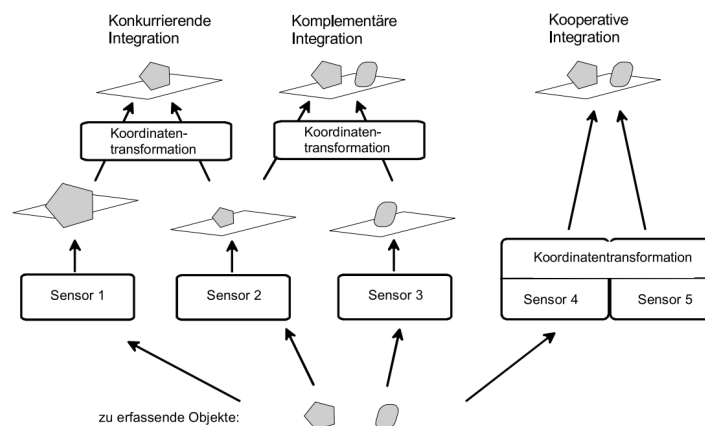 Konkurrierende
Integration
Komplementäre
Integration
Kooperative
Integration
Koordinaten-
transformation
Koordinaten-
transformation
Koordinatentransformation
Sensor 1
Sensor 2
Sensor 3
Sensor 4
Sensor 5
zu erfassende Objekte: